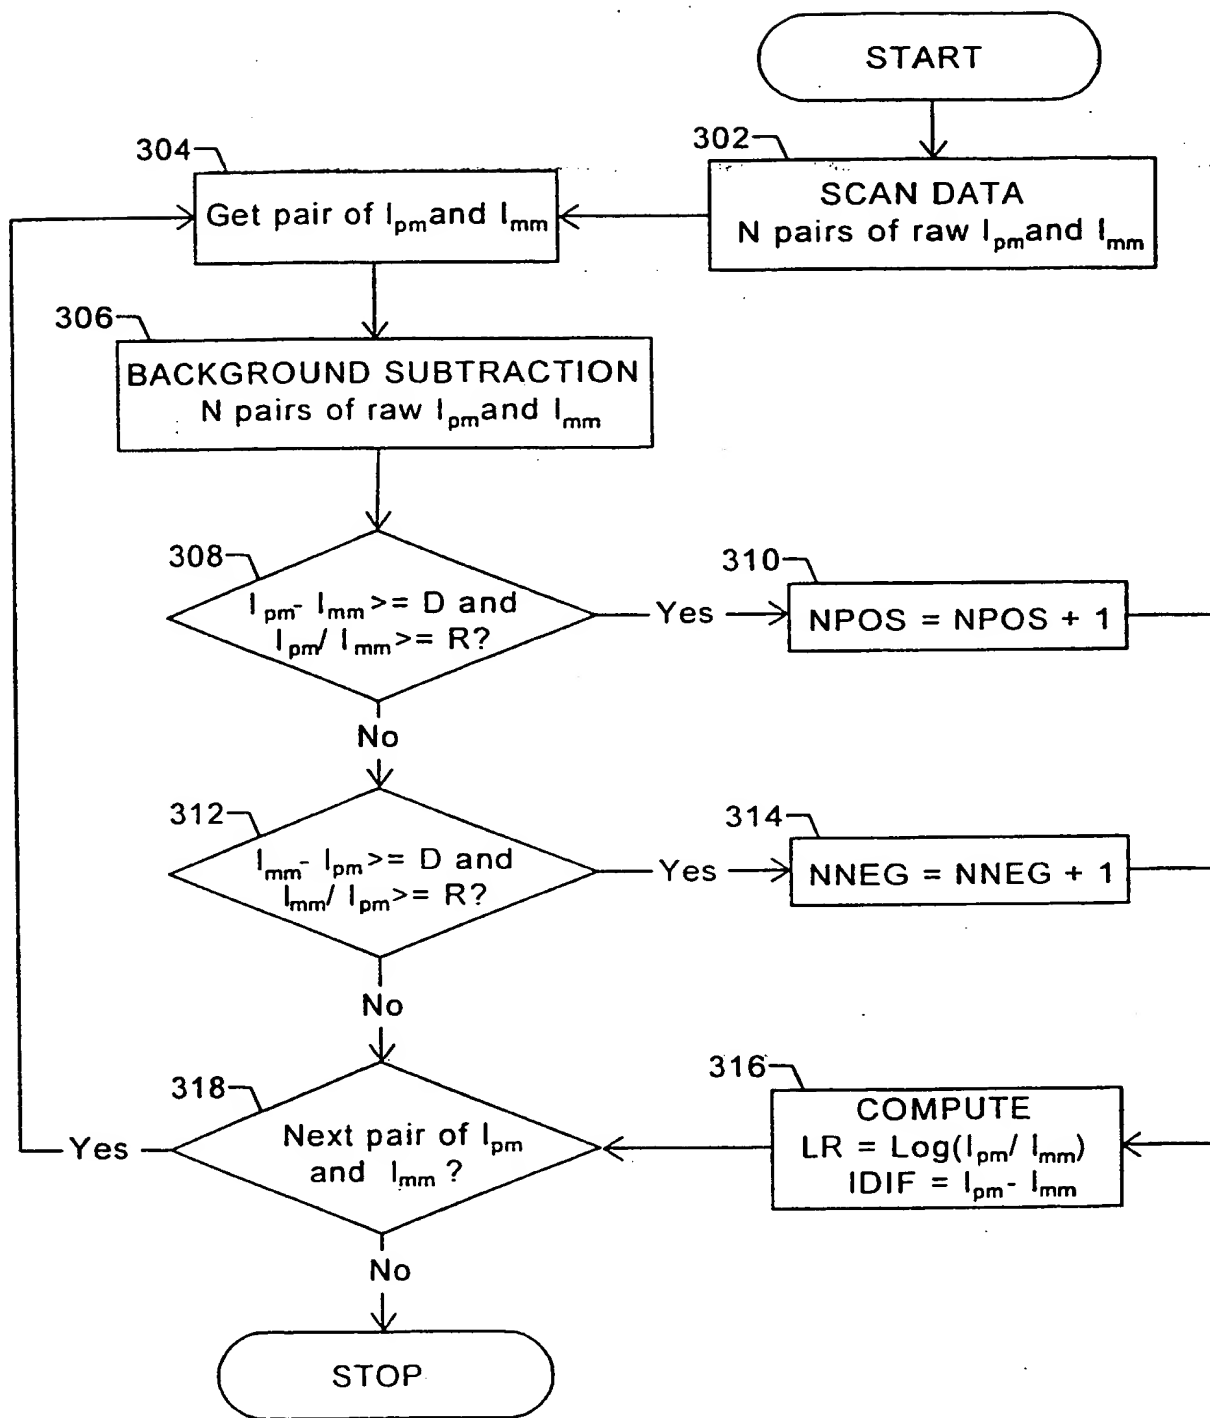 START
302
SCAN DATA
N pairs of raw Ipm and Imm
304
Get pair of Ipm and Imm
306
BACKGROUND SUBTRACTION
N pairs of raw Ipm and Imm
308
Ipm- Imm >= D and
Ipm/ Imm >= R?
Yes
310
NPOS = NPOS + 1
No
312
Imm- Ipm >= D and
Imm/ Ipm >= R?
Yes
314
NNEG = NNEG + 1
No
316
COMPUTE
LR = Log(Ipm/ Imm)
IDIF = Ipm- Imm
318
Next pair of Ipm
and Imm ?
Yes
No
STOP